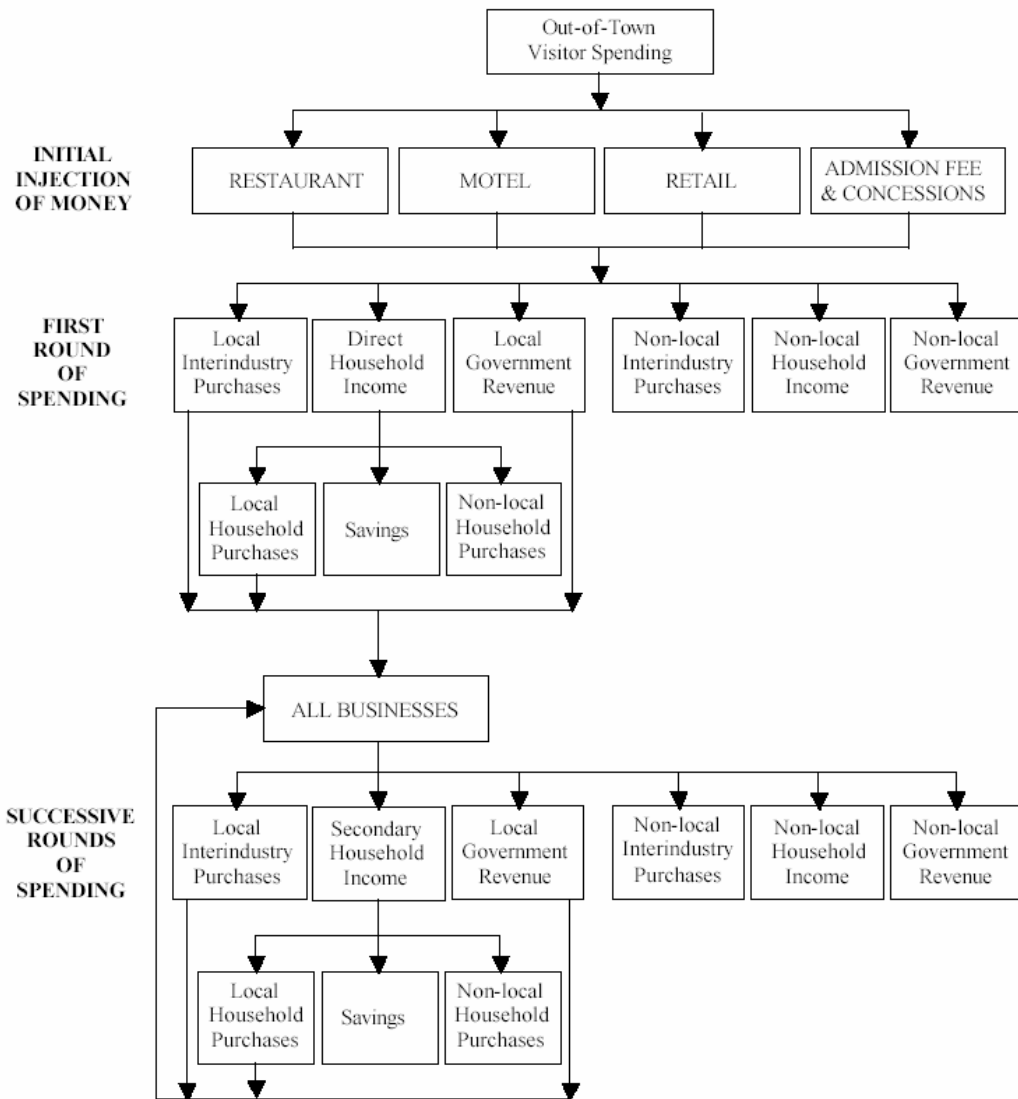 Out-of-Town
Visitor Spending
INITIAL
INJECTION
OF MONEY
RESTAURANT
MOTEL
RETAIL
ADMISSION FEE
& CONCESSIONS
FIRST
ROUND
OF
SPENDING
Local
Interindustry
Purchases
Direct
Household
Income
Local
Government
Revenue
Non-local
Interindustry
Purchases
Non-local
Household
Income
Non-local
Government
Revenue
Local
Household
Purchases
Savings
Non-local
Household
Purchases
ALL BUSINESSES
SUCCESSIVE
ROUNDS
OF
SPENDING
Local
Interindustry
Purchases
Secondary
Household
Income
Local
Government
Revenue
Non-local
Interindustry
Purchases
Non-local
Household
Income
Non-local
Government
Revenue
Local
Household
Purchases
Savings
Non-local
Household
Purchases